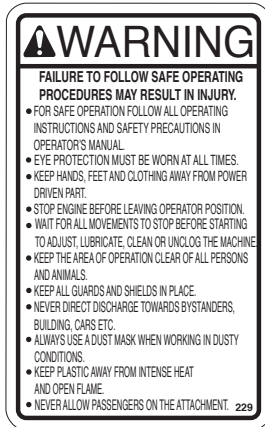 WARNING
FAILURE TO FOLLOW SAFE OPERATING
PROCEDURES MAY RESULT IN INJURY.
• FOR SAFE OPERATION FOLLOW ALL OPERATING
INSTRUCTIONS AND SAFETY PRECAUTIONS IN
OPERATOR'S MANUAL.
• EYE PROTECTION MUST BE WORN AT ALL TIMES.
• KEEP HANDS, FEET AND CLOTHING AWAY FROM POWER
DRIVEN PART.
• STOP ENGINE BEFORE LEAVING OPERATOR POSITION.
• WAIT FOR ALL MOVEMENTS TO STOP BEFORE STARTING
TO ADJUST, LUBRICATE, CLEAN OR UNCLOG THE MACHINE.
• KEEP THE AREA OF OPERATION CLEAR OF ALL PERSONS
AND ANIMALS.
• KEEP ALL GUARDS AND SHIELDS IN PLACE.
• NEVER DIRECT DISCHARGE TOWARDS BYSTANDERS,
BUILDING, CARS ETC.
• ALWAYS USE A DUST MASK WHEN WORKING IN DUSTY
CONDITIONS.
• KEEP PLASTIC AWAY FROM INTENSE HEAT
AND OPEN FLAME.
• NEVER ALLOW PASSENGERS ON THE ATTACHMENT. 229